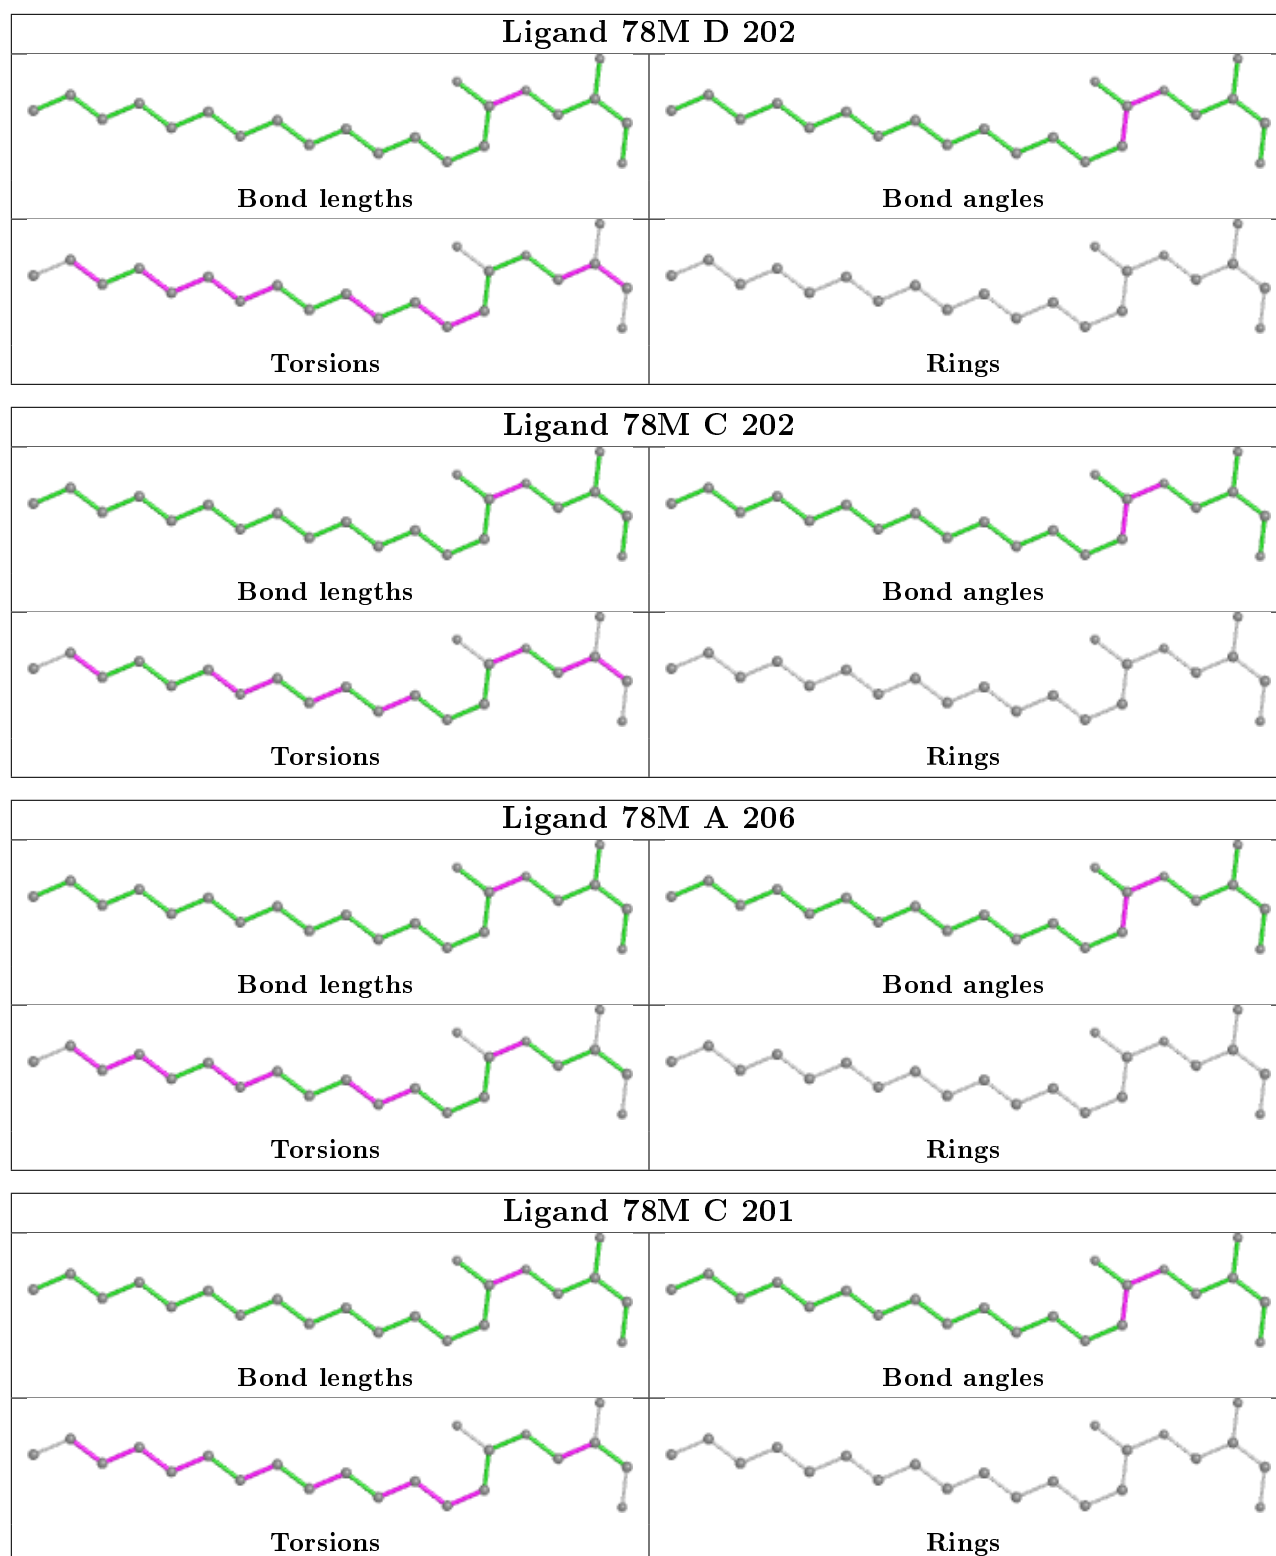 Ligand 78M D 202
Bond lengths
Bond angles
Torsions
Rings
Ligand 78M C 202
Bond lengths
Bond angles
Torsions
Rings
Ligand 78M A 206
Bond lengths
Bond angles
Torsions
Rings
Ligand 78M C 201
Bond lengths
Bond angles
Torsions
Rings